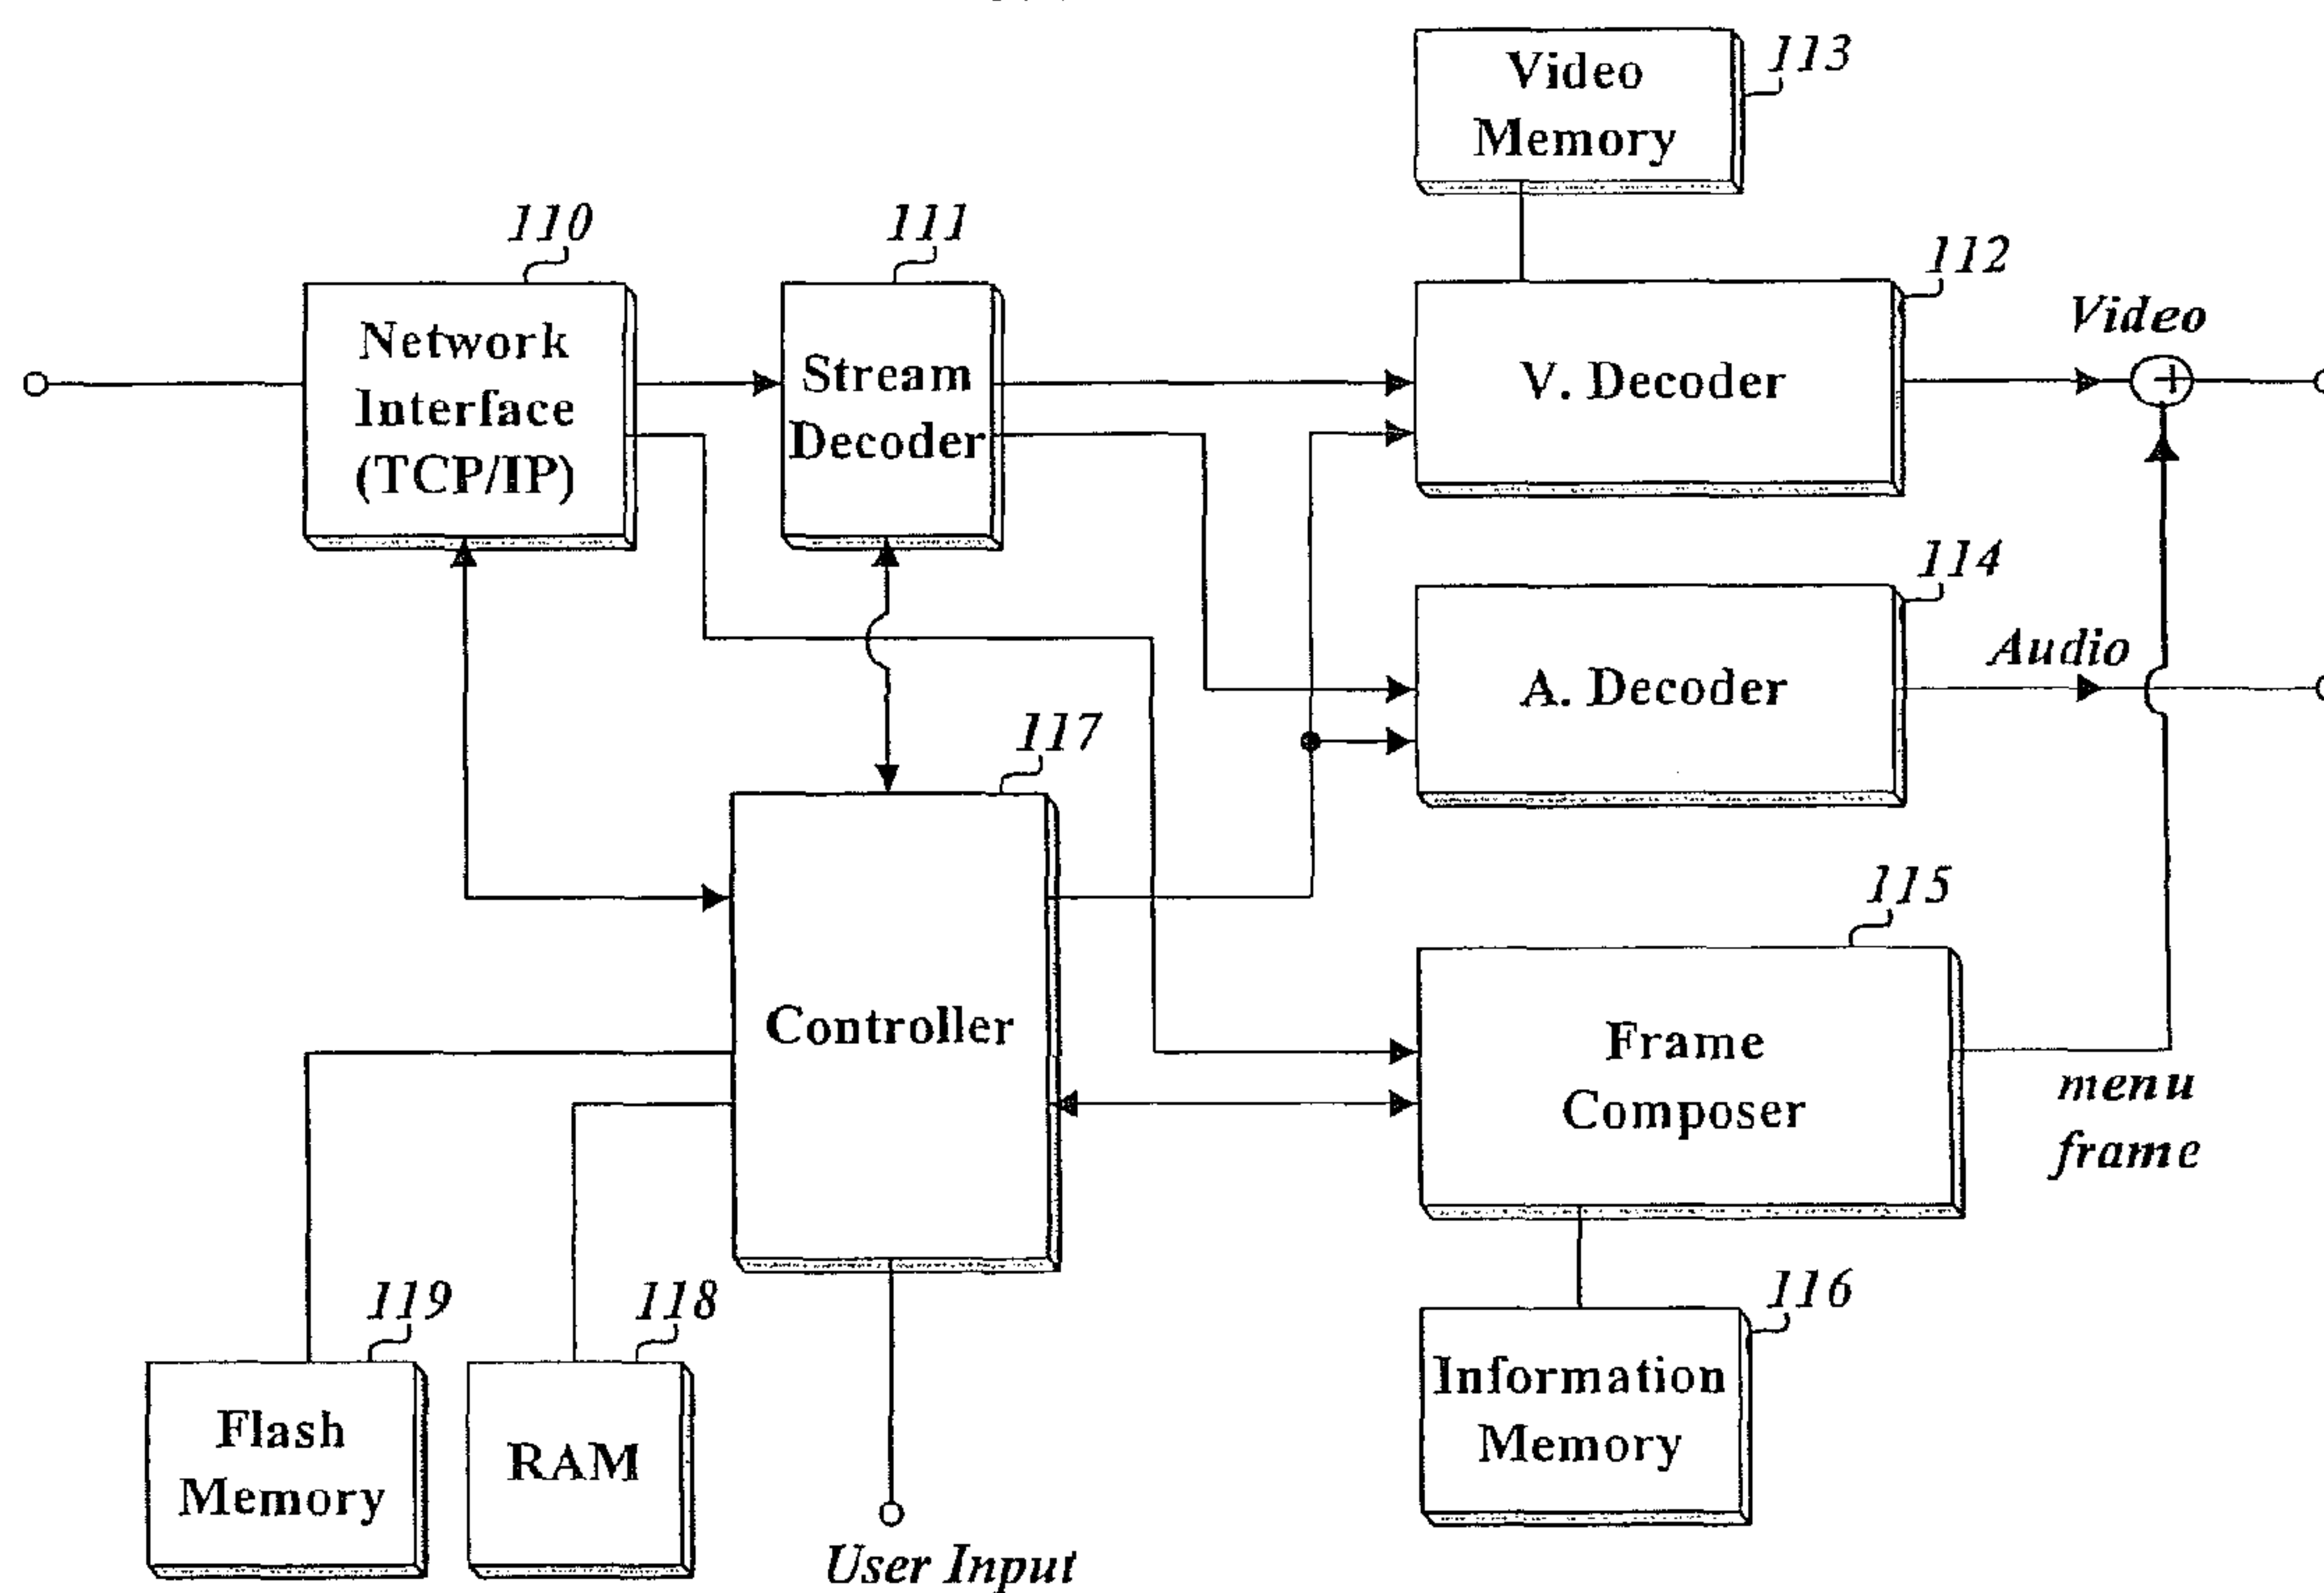 113
Video
Memory
110
Network
Interface
(TCP/IP)
111
Stream
Decoder
112
V. Decoder
Video
+
114
A. Decoder
Audio
117
Controller
115
Frame
Composer
menu
frame
119
Flash
Memory
118
RAM
116
Information
Memory
User Input